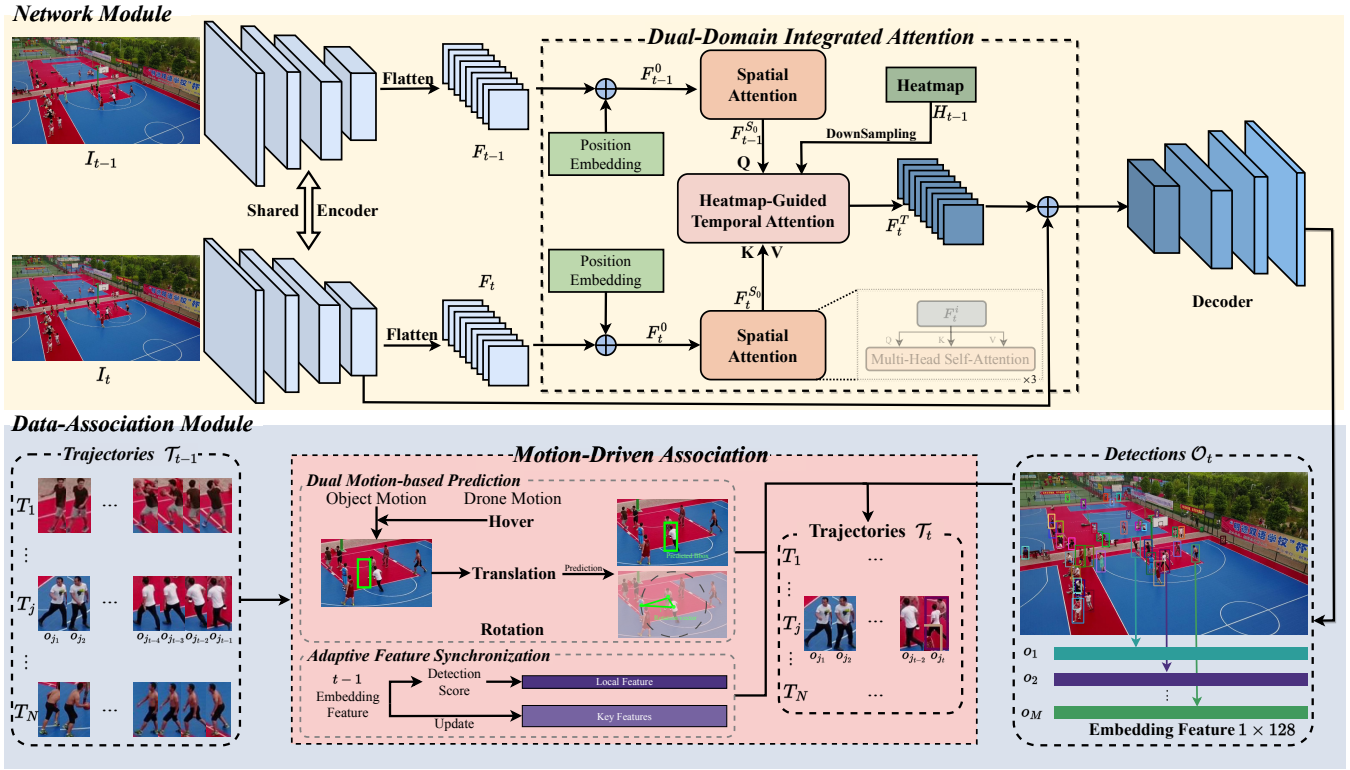 Network Module
I_{t-1}
Shared Encoder
I_t
Flatten
F_{t-1}
Flatten
F_t
Dual-Domain Integrated Attention
F_{t-1}^0
Position
Embedding
Spatial
Attention
Heatmap
H_{t-1}
DownSampling
F_{t-1}^{S_0}
Q
Heatmap-Guided
Temporal Attention
F_t^T
K V
Position
Embedding
F_t^0
F_t^{S_0}
Spatial
Attention
F_t^i
Q K V
Multi-Head Self-Attention
×3
Decoder
Data-Association Module
Trajectories 𝒯_{t-1}
T_1 ···
⋮
T_j ···
o_{j_1} o_{j_2} o_{j_{t-4}} o_{j_{t-3}} o_{j_{t-2}} o_{j_{t-1}}
⋮
T_N ···
Motion-Driven Association
Dual Motion-based Prediction
Object Motion Drone Motion
Hover
Translation
Prediction
Predicted Bbox
Rotation
Adaptive Feature Synchronization
t − 1
Embedding
Feature
Detection
Score
Local Feature
Update
Key Features
Trajectories 𝒯_t
T_1 ···
⋮
T_j ···
o_{j_1} o_{j_2} o_{j_{t-2}} o_{j_t}
⋮
T_N ···
Detections 𝒪_t
o_1
o_2
⋮
o_M
Embedding Feature 1 × 128